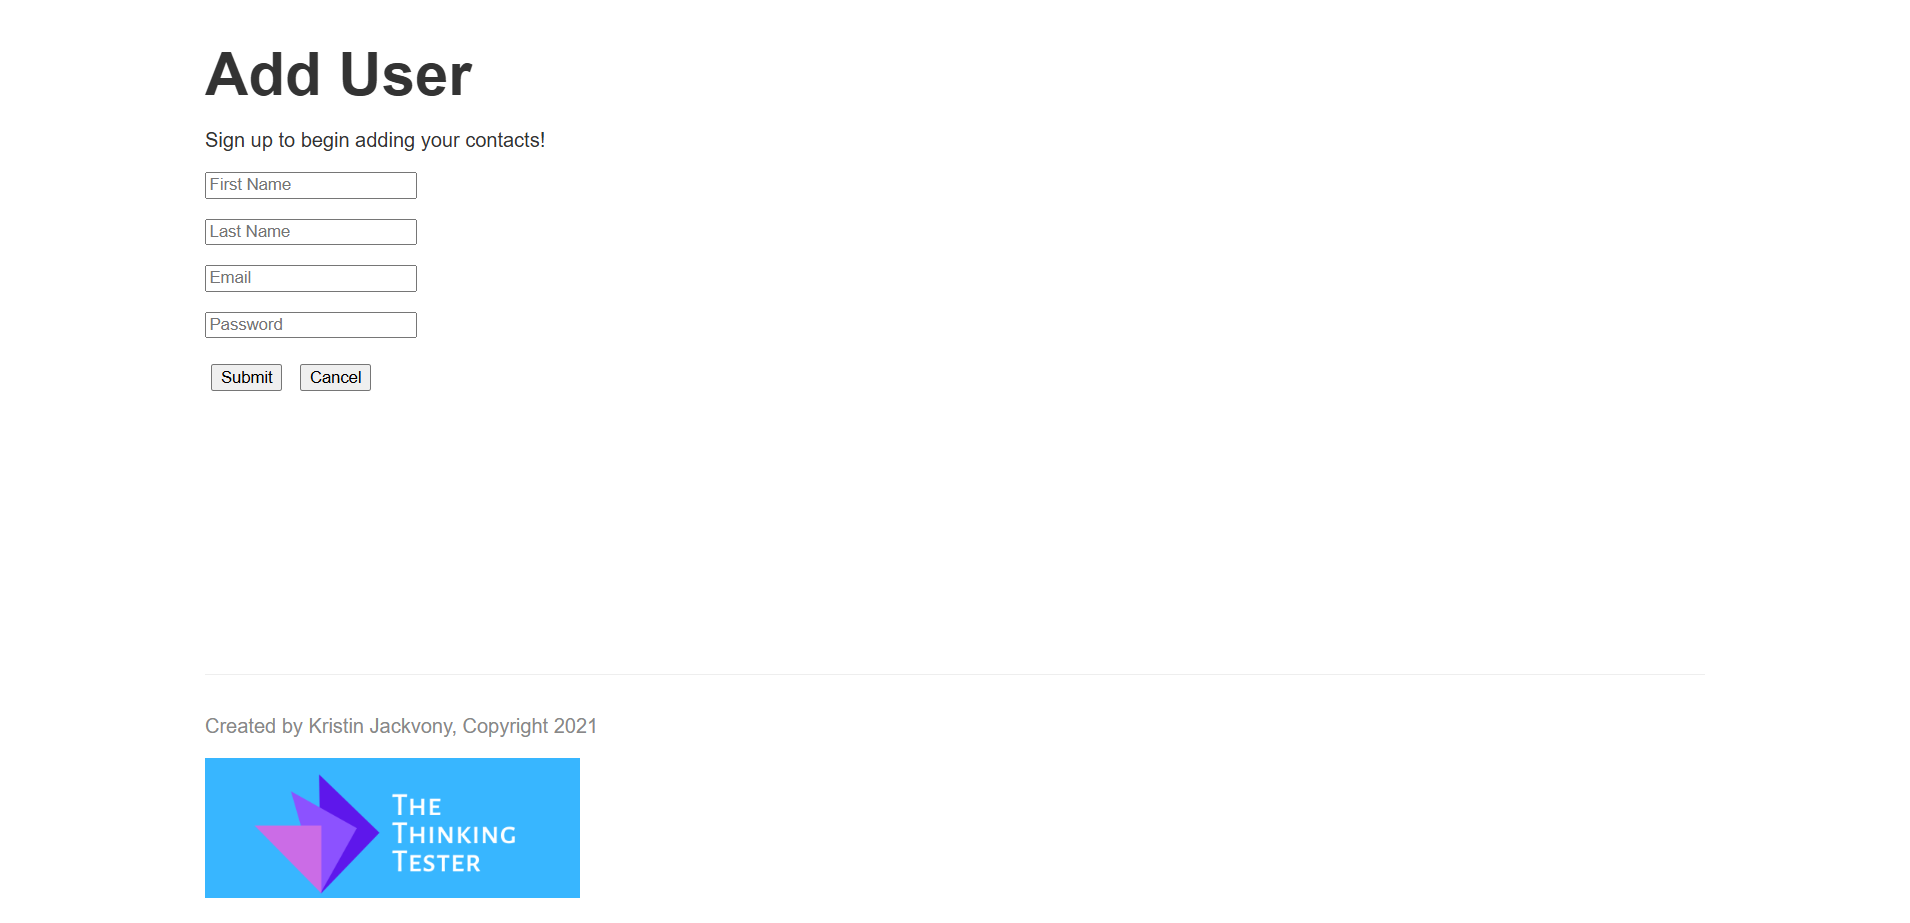 Add User
Sign up to begin adding your contacts!
First Name
Last Name
Email
Password
Submit Cancel
Created by Kristin Jackvony, Copyright 2021
The
Thinking
Tester